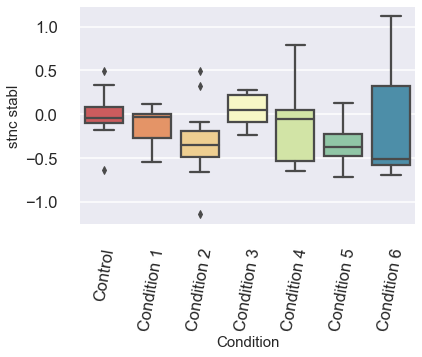 stnc stabl
1.0
0.5
0.0
−0.5
−1.0
Control
Condition 1
Condition 2
Condition 3
Condition 4
Condition 5
Condition 6
Condition